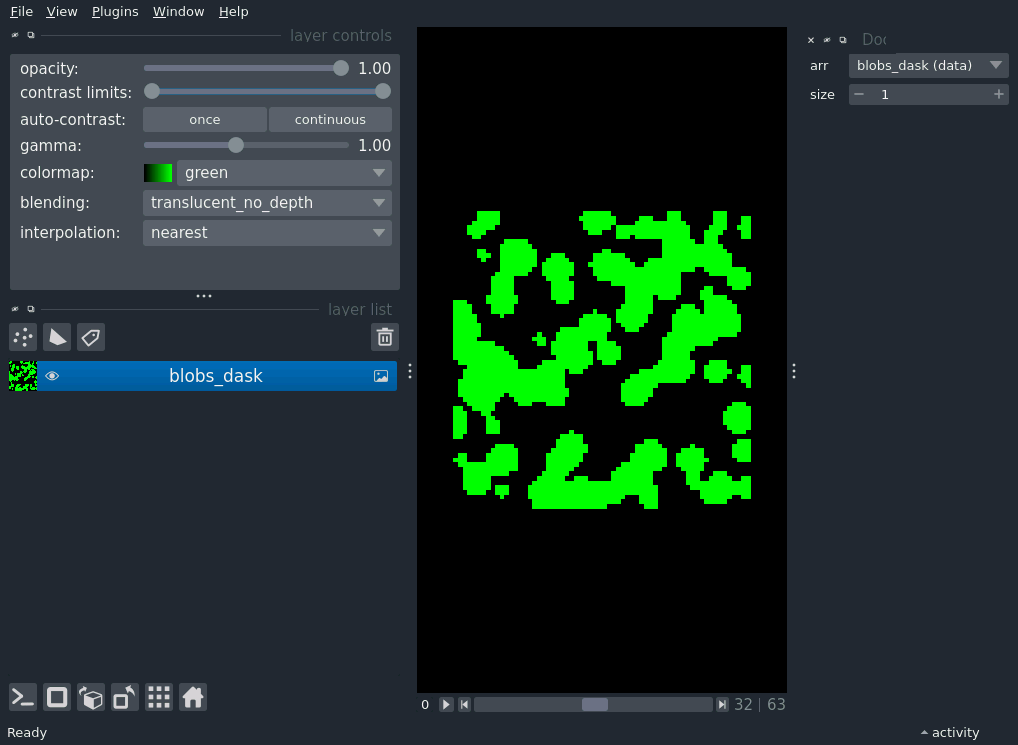 File View Plugins Window Help
layer controls
opacity: 1.00
contrast limits:
auto-contrast: once continuous
gamma: 1.00
colormap: green
blending: translucent_no_depth
interpolation: nearest
layer list
blobs_dask
0 32 | 63
Ready
arr blobs_dask (data)
size 1
activity